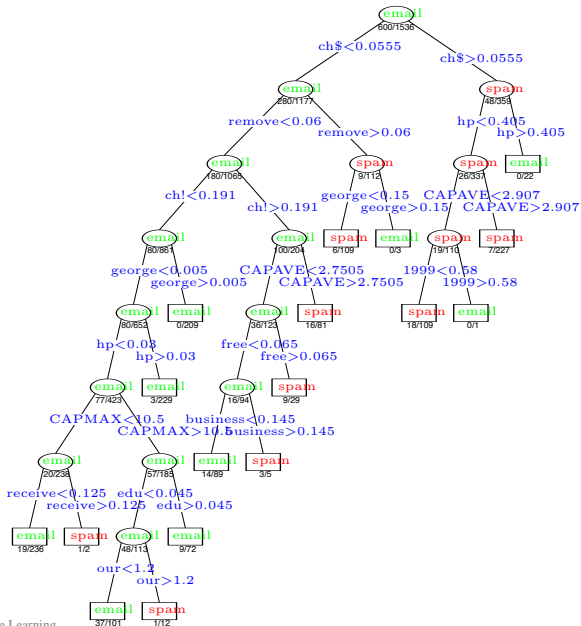 email
600/1536
ch$<0.0555
ch$>0.0555
email
280/1177
spam
48/359
remove<0.06
remove>0.06
hp<0.405
hp>0.405
email
180/1065
spam
9/112
spam
26/337
email
0/22
ch!<0.191
ch!>0.191
george<0.15
george>0.15
CAPAVE<2.907
CAPAVE>2.907
email
80/861
email
100/204
spam
6/109
email
0/3
spam
19/110
spam
7/227
george<0.005
george>0.005
CAPAVE<2.7505
CAPAVE>2.7505
1999<0.58
1999>0.58
email
80/652
email
0/209
email
36/123
spam
16/81
spam
18/109
email
0/1
hp<0.03
hp>0.03
free<0.065
free>0.065
email
77/423
email
3/229
email
16/94
spam
9/29
CAPMAX<10.5
CAPMAX>10.5
business<0.145
business>0.145
email
20/238
email
57/185
email
14/89
spam
3/5
receive<0.125
receive>0.125
edu<0.045
edu>0.045
email
19/236
spam
1/2
email
48/113
email
9/72
our<1.2
our>1.2
email
37/101
spam
1/12
e Learning